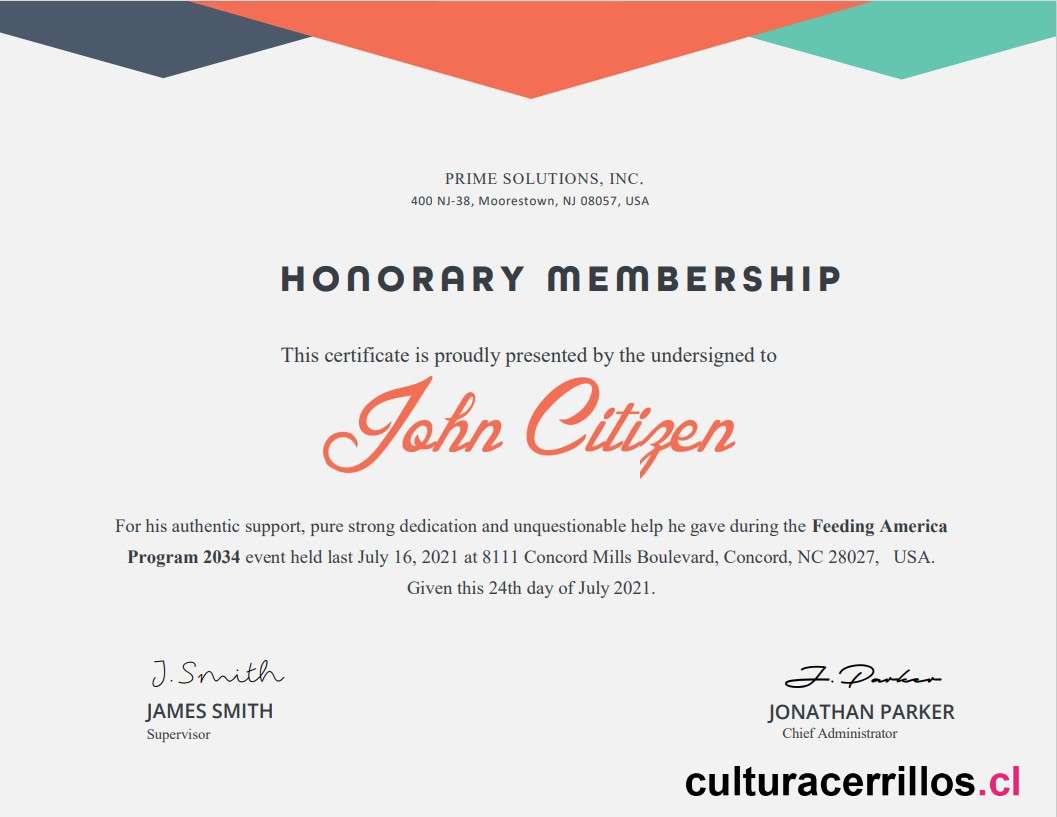 PRIME SOLUTIONS, INC.
400 NJ-38, Moorestown, NJ 08057, USA
HONORARY MEMBERSHIP
This certificate is proudly presented by the undersigned to
John Citizen
For his authentic support, pure strong dedication and unquestionable help he gave during the Feeding America
Program 2034 event held last July 16, 2021 at 8111 Concord Mills Boulevard, Concord, NC 28027, USA.
Given this 24th day of July 2021.
J. Smith
JAMES SMITH
Supervisor
J. Parker
JONATHAN PARKER
Chief Administrator
culturacerrillos.cl